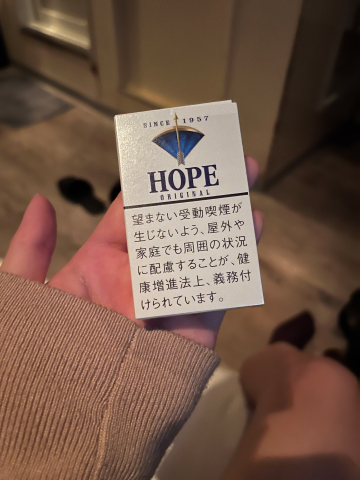 SINCE 1957
HOPE
ORIGINAL
望まない受動喫煙が
生じないよう、屋外や
家庭でも周囲の状況
に配慮することが、健
康増進法上、義務付
けられています。